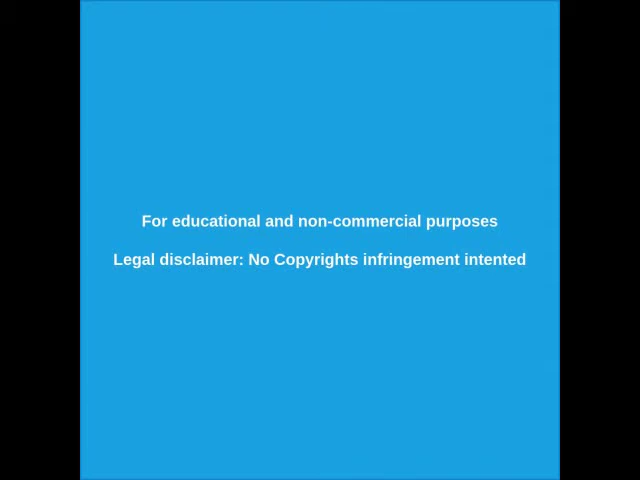 For educational and non-commercial purposes
Legal disclaimer: No Copyrights infringement intented